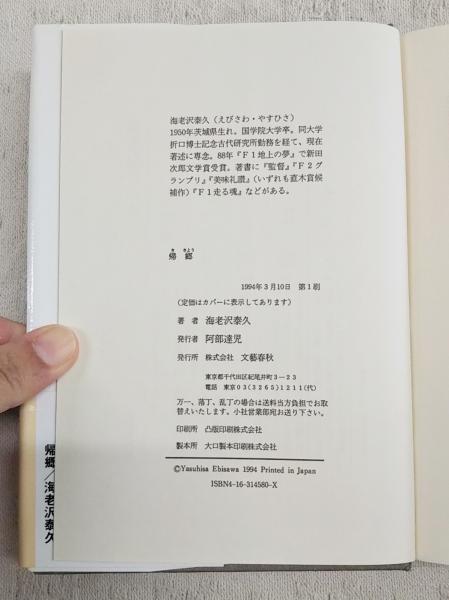 海老沢泰久(えびさわ・やすひさ)
1950年茨城県生れ。国学院大学卒。同大学
折口博士記念古代研究所勤務を経て、現在
著述に専念。88年『F1地上の夢』で新田
次郎文学賞受賞。著書に『監督』『F2グ
ランプリ』『美味礼讃』(いずれも直木賞候
補作)『F1走る魂』などがある。
き きよう
帰 郷
1994年3月10日 第1刷
(定価はカバーに表示してあります)
著 者 海老沢泰久
発行者 阿部達児
発行所 株式会社 文藝春秋
東京都千代田区紀尾井町3—23
電話 東京03(3265)1211(代)
万一、落丁、乱丁の場合は送料当方負担でお取
替えいたします。小社営業部宛お送り下さい。
印刷所 凸版印刷株式会社
製本所 大口製本印刷株式会社
©Yasuhisa Ebisawa 1994 Printed in Japan
ISBN4-16-314580-X
帰郷/海老沢泰久